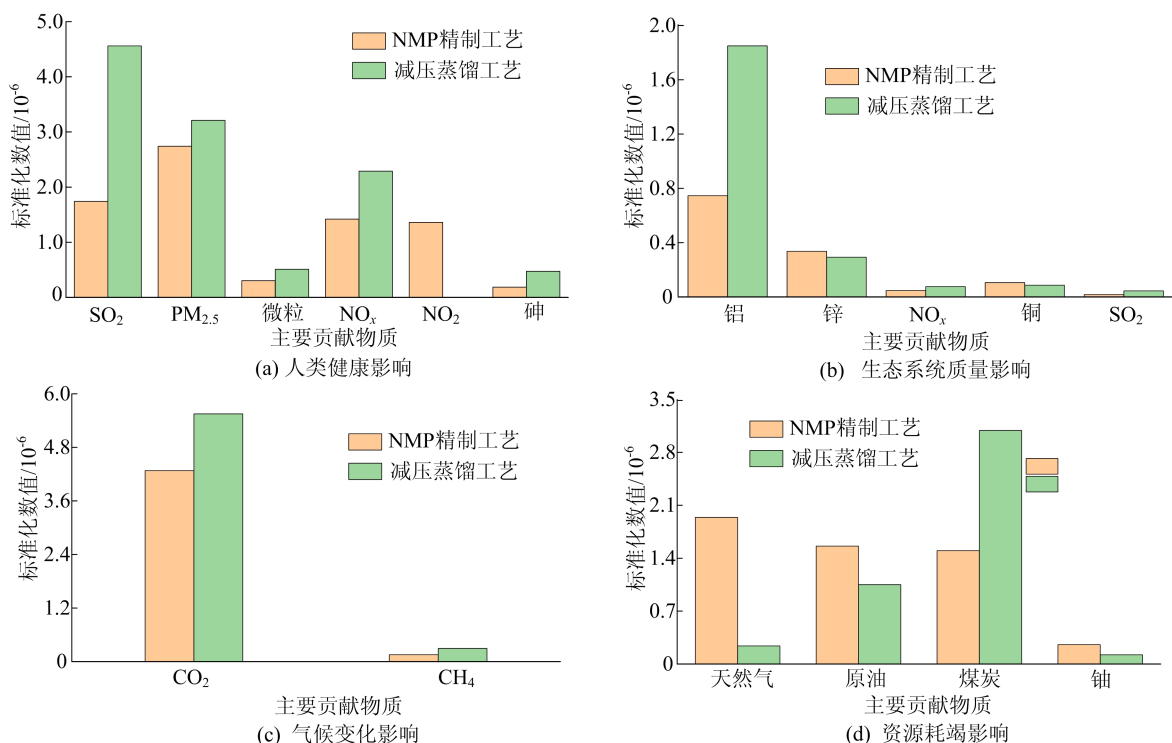 5.0
4.0
3.0
2.0
1.0
0
标准化数值/10⁻⁶
NMP精制工艺
减压蒸馏工艺
SO₂ PM₂.₅ 微粒 NOₓ NO₂ 砷
主要贡献物质
(a) 人类健康影响
2.0
1.6
1.2
0.8
0.4
0
标准化数值/10⁻⁶
NMP精制工艺
减压蒸馏工艺
铝 锌 NOₓ 铜 SO₂
主要贡献物质
(b) 生态系统质量影响
6.0
4.8
3.6
2.4
1.2
0
标准化数值/10⁻⁶
NMP精制工艺
减压蒸馏工艺
CO₂ CH₄
主要贡献物质
(c) 气候变化影响
3.5
2.8
2.1
1.4
0.7
0
标准化数值/10⁻⁶
NMP精制工艺
减压蒸馏工艺
天然气 原油 煤炭 铀
主要贡献物质
(d) 资源耗竭影响